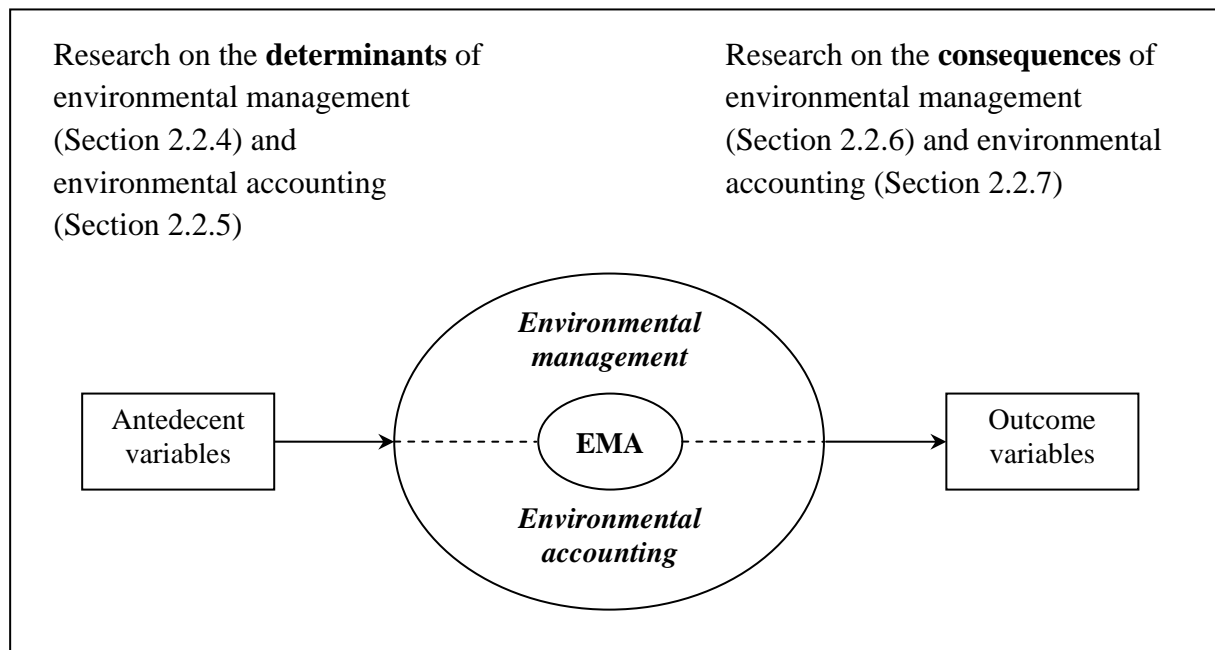 Research on the determinants of
environmental management
(Section 2.2.4) and
environmental accounting
(Section 2.2.5)
Research on the consequences of
environmental management
(Section 2.2.6) and environmental
accounting (Section 2.2.7)
Environmental
management
Antedecent
variables
EMA
Outcome
variables
Environmental
accounting